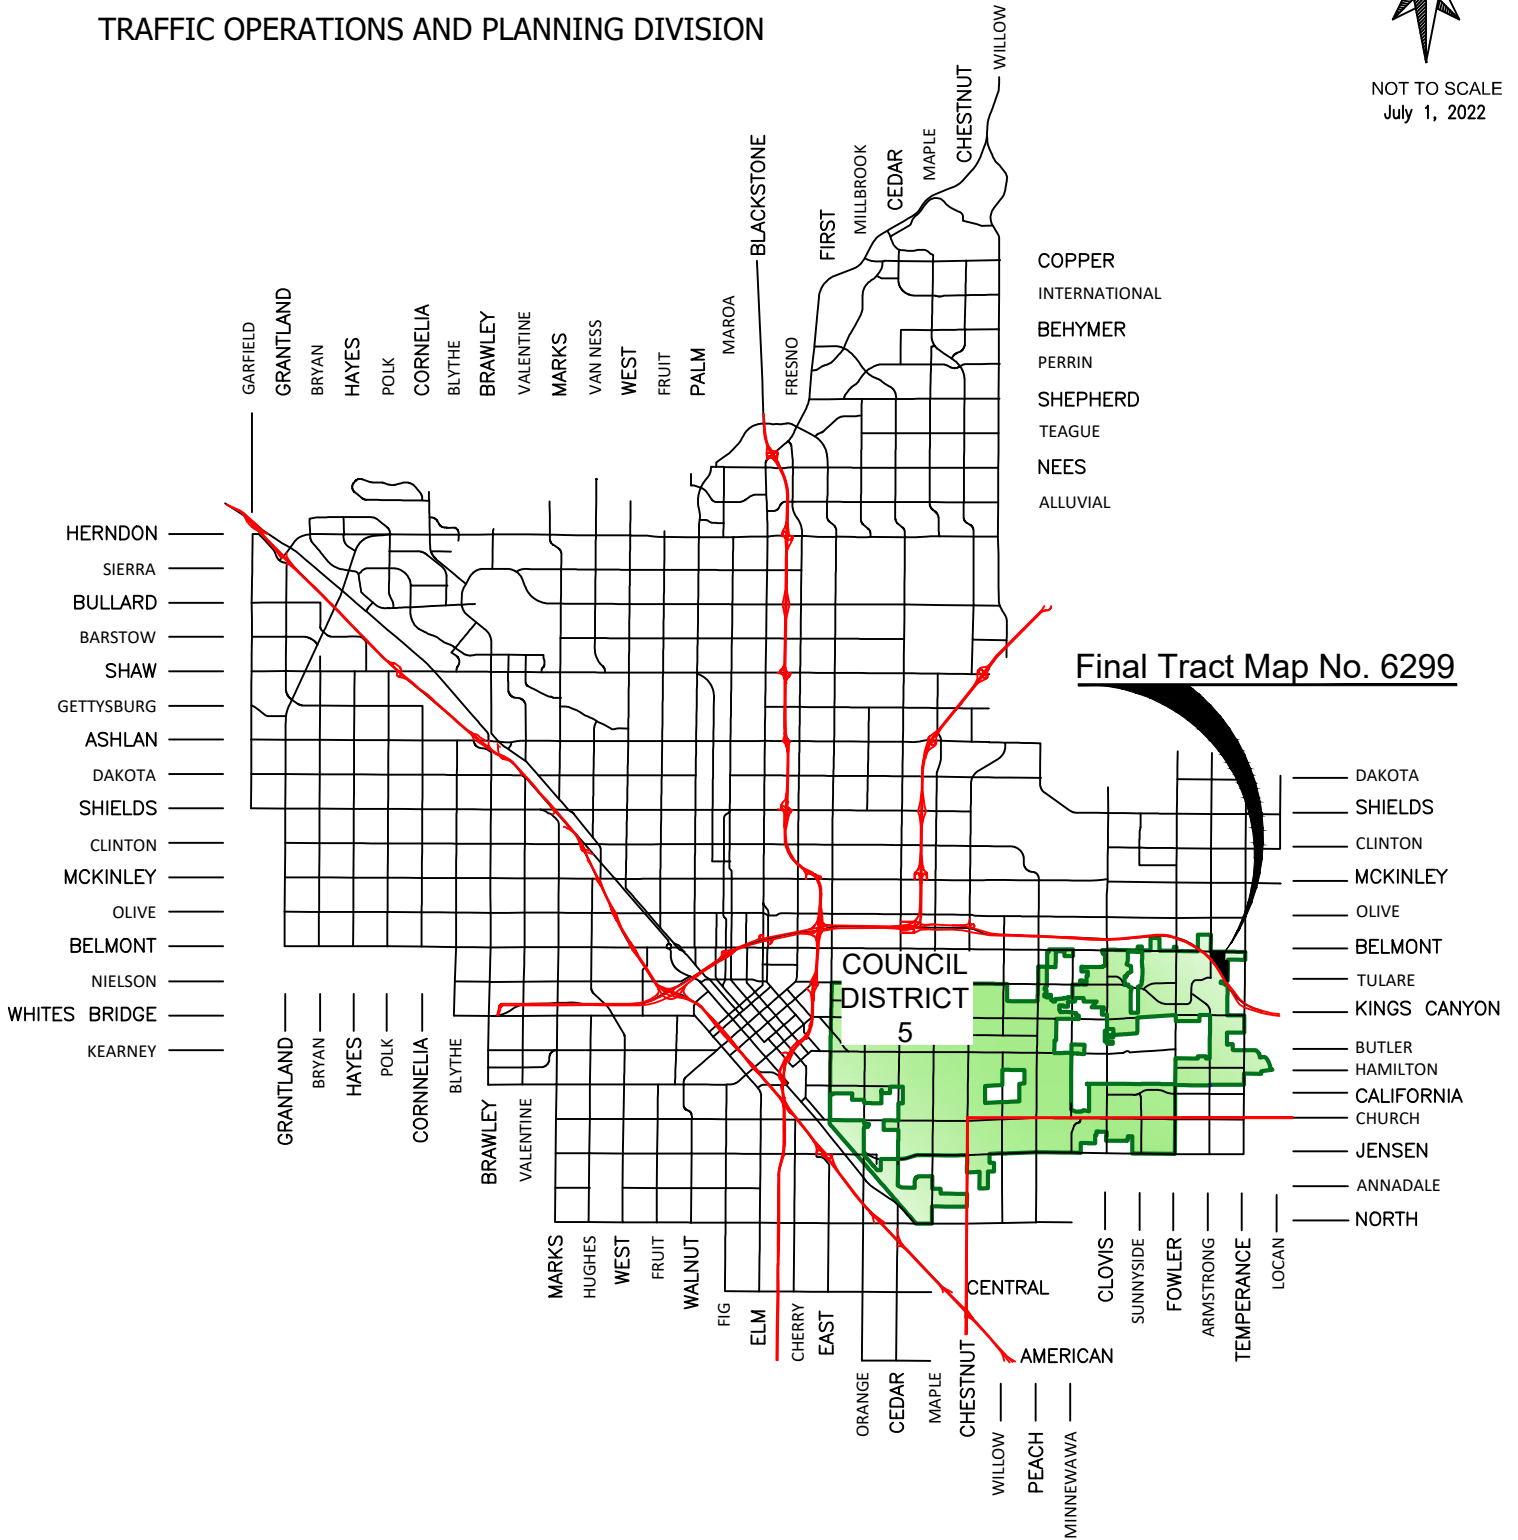 TRAFFIC OPERATIONS AND PLANNING DIVISION
NOT TO SCALE
July 1, 2022
WILLOW
CHESTNUT
MAPLE
CEDAR
MILLBROOK
FIRST
BLACKSTONE
COPPER
INTERNATIONAL
BEHYMER
PERRIN
SHEPHERD
TEAGUE
NEES
ALLUVIAL
GARFIELD
GRANTLAND
BRYAN
HAYES
POLK
CORNELIA
BLYTHE
BRAWLEY
VALENTINE
MARKS
VAN NESS
WEST
FRUIT
PALM
MAROA
FRESNO
HERNDON
SIERRA
BULLARD
BARSTOW
SHAW
GETTYSBURG
ASHLAN
DAKOTA
SHIELDS
CLINTON
MCKINLEY
OLIVE
BELMONT
NIELSON
WHITES BRIDGE
KEARNEY
Final Tract Map No. 6299
DAKOTA
SHIELDS
CLINTON
MCKINLEY
OLIVE
BELMONT
TULARE
KINGS CANYON
BUTLER
HAMILTON
CALIFORNIA
CHURCH
JENSEN
ANNADALE
NORTH
COUNCIL
DISTRICT
5
GRANTLAND
BRYAN
HAYES
POLK
CORNELIA
BLYTHE
BRAWLEY
VALENTINE
MARKS
HUGHES
WEST
FRUIT
WALNUT
FIG
ELM
CHERRY
EAST
ORANGE
CEDAR
MAPLE
CHESTNUT
WILLOW
PEACH
MINNEWAWA
CENTRAL
AMERICAN
CLOVIS
SUNNYSIDE
FOWLER
ARMSTRONG
TEMPERANCE
LOCAN